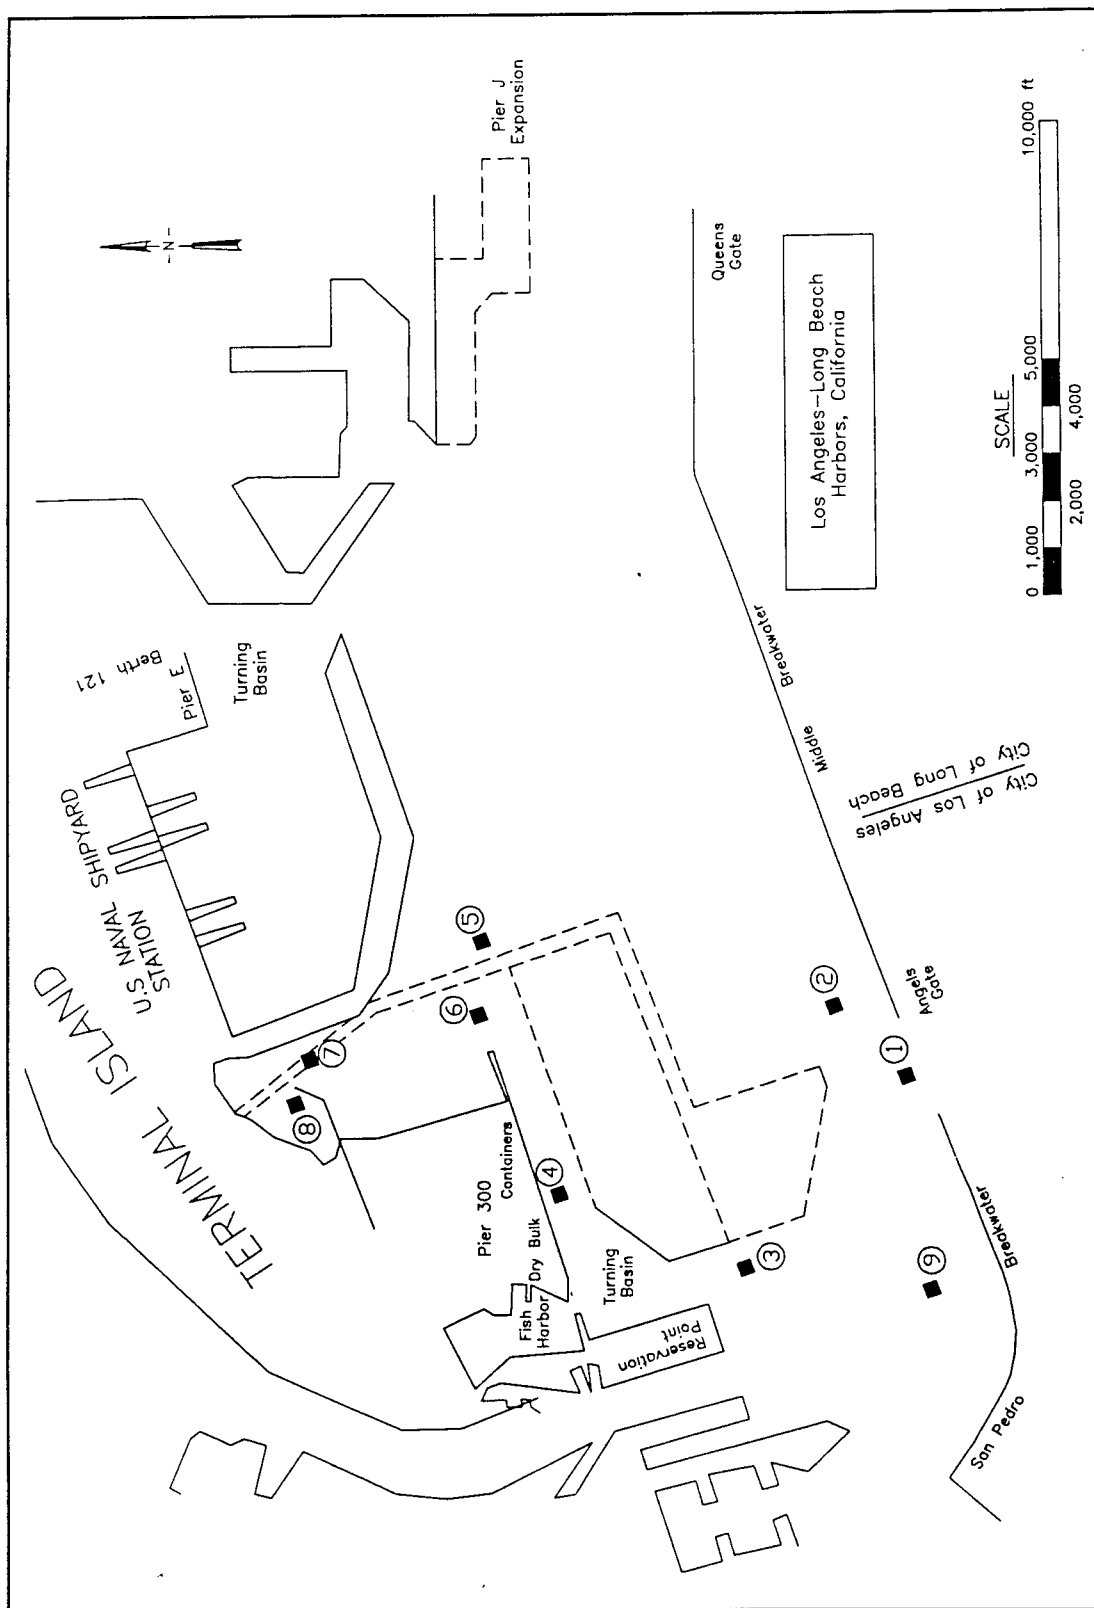 TERMINAL ISLAND
U.S NAVAL SHIPYARD
STATION
Pier E
Berth 121
Turning
Basin
N
Pier J
Expansion
Pier 300
Containers
Dry Bulk
Fish
Harbor
Turning
Basin
Reservation
Point
8
7
6
5
4
3
2
1
9
Angels
Gate
Queens
Gate
Middle
Breakwater
San Pedro
Breakwater
City of Long Beach
City of Los Angeles
Los Angeles–Long Beach
Harbors, California
SCALE
0 1,000 3,000 5,000 10,000 ft
2,000 4,000